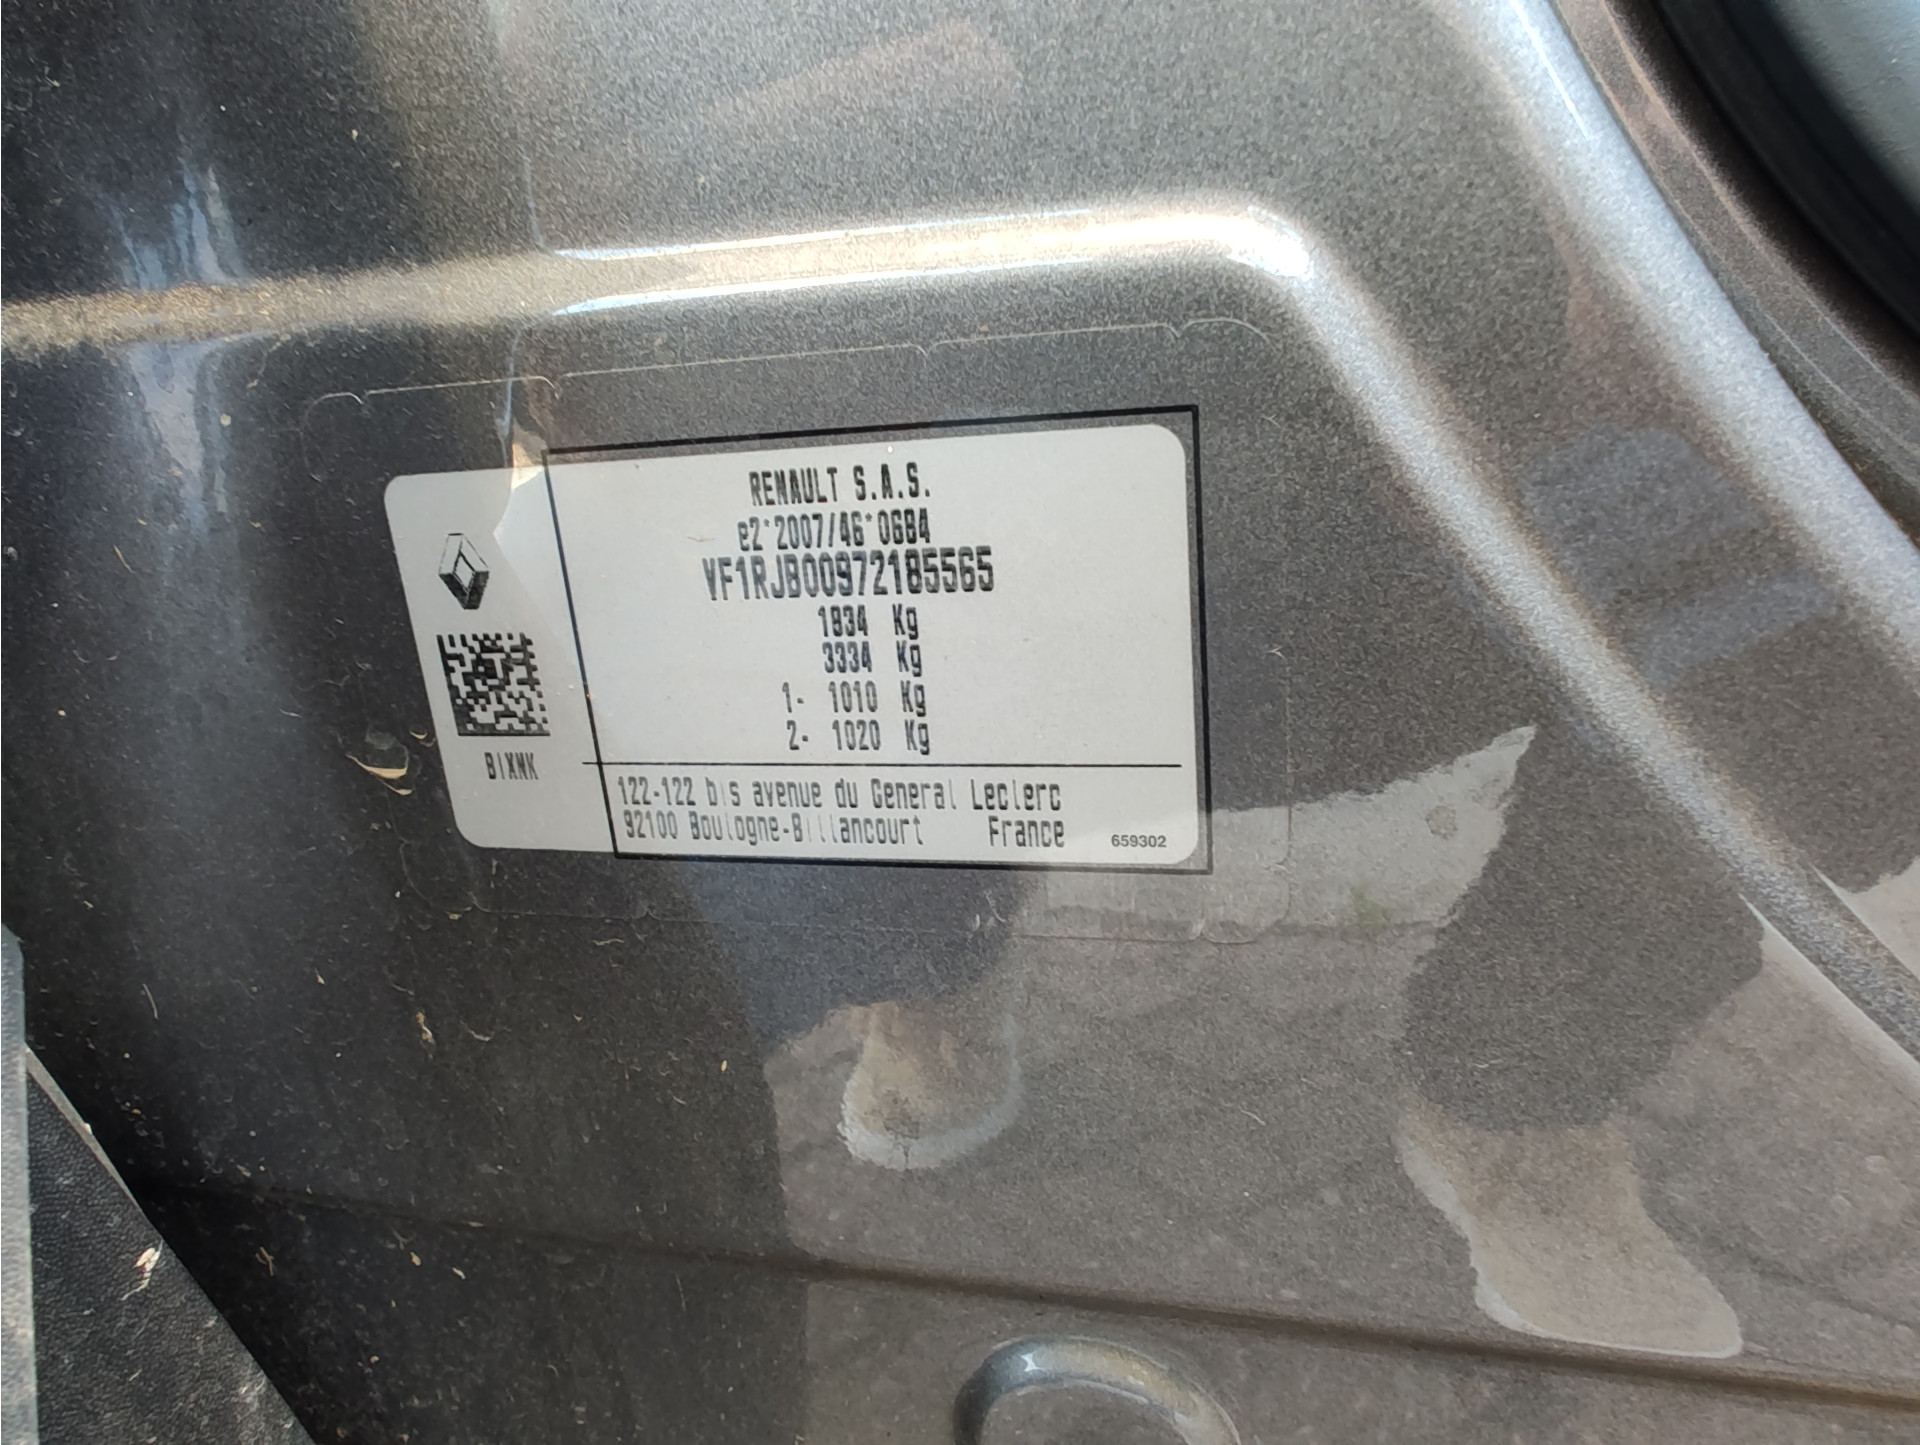 RENAULT S.A.S.
e2*2007/46*0684
VF1RJB00972185565
1834 Kg
3334 Kg
1- 1010 Kg
2- 1020 Kg
BIXNK
122-122 bis avenue du General Leclerc
92100 Boulogne-Billancourt France
659302